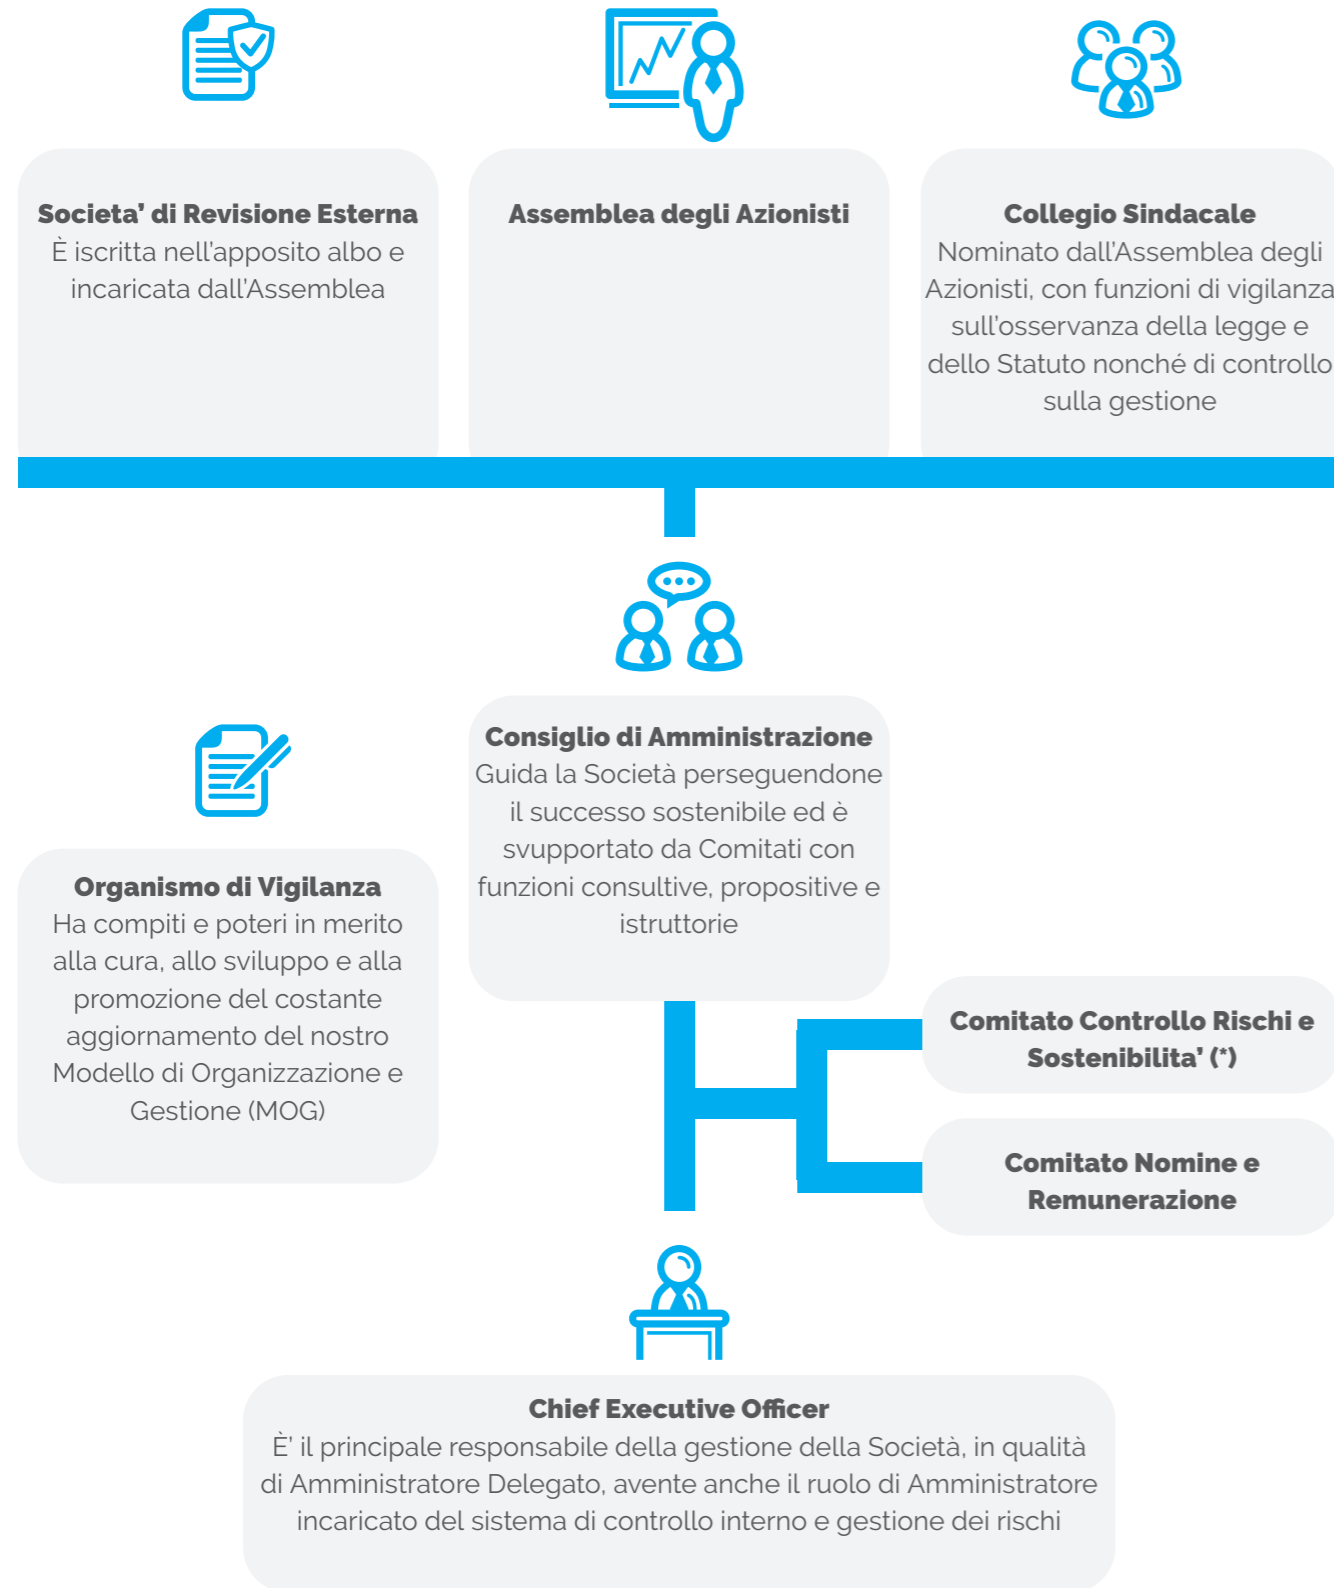 Societa' di Revisione Esterna
È iscritta nell'apposito albo e
incaricata dall'Assemblea
Assemblea degli Azionisti
Collegio Sindacale
Nominato dall'Assemblea degli
Azionisti, con funzioni di vigilanza
sull'osservanza della legge e
dello Statuto nonché di controllo
sulla gestione
Consiglio di Amministrazione
Guida la Società perseguendone
il successo sostenibile ed è
svupportato da Comitati con
funzioni consultive, propositive e
istruttorie
Organismo di Vigilanza
Ha compiti e poteri in merito
alla cura, allo sviluppo e alla
promozione del costante
aggiornamento del nostro
Modello di Organizzazione e
Gestione (MOG)
Comitato Controllo Rischi e
Sostenibilita' (*)
Comitato Nomine e
Remunerazione
Chief Executive Officer
È' il principale responsabile della gestione della Società, in qualità
di Amministratore Delegato, avente anche il ruolo di Amministratore
incaricato del sistema di controllo interno e gestione dei rischi